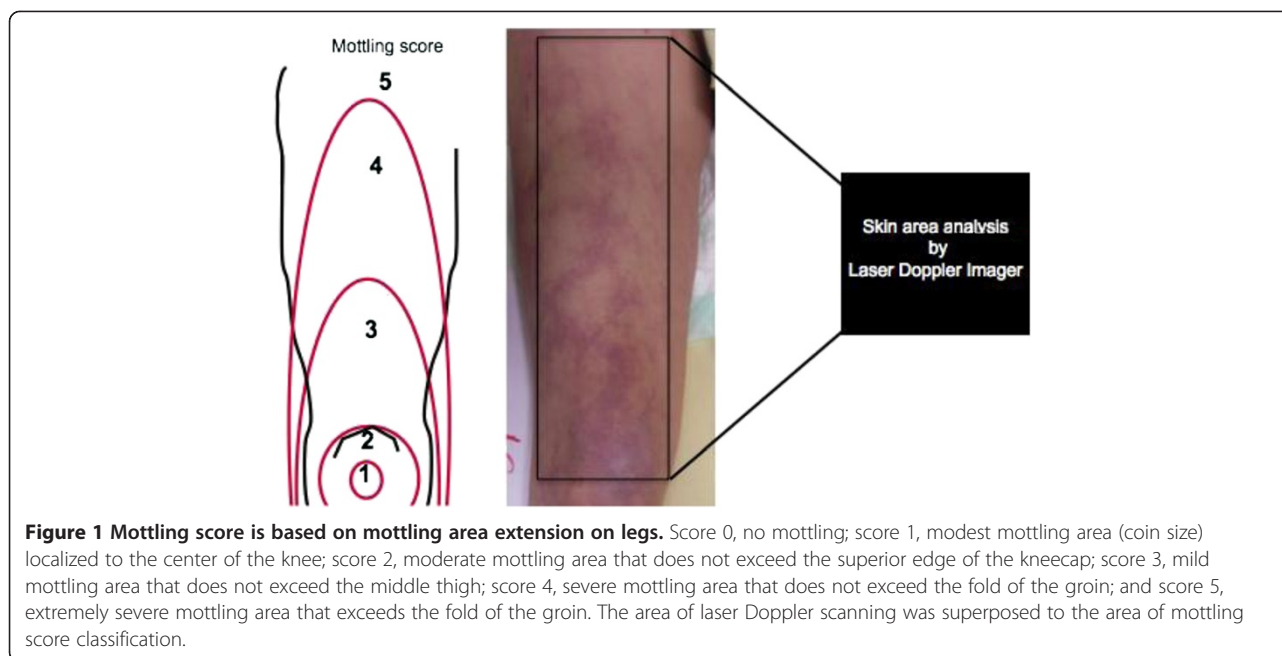 Mottling score
5
4
3
2
1
Skin area analysis
by
Laser Doppler Imager
Figure 1 Mottling score is based on mottling area extension on legs. Score 0, no mottling; score 1, modest mottling area (coin size)
localized to the center of the knee; score 2, moderate mottling area that does not exceed the superior edge of the kneecap; score 3, mild
mottling area that does not exceed the middle thigh; score 4, severe mottling area that does not exceed the fold of the groin; and score 5,
extremely severe mottling area that exceeds the fold of the groin. The area of laser Doppler scanning was superposed to the area of mottling
score classification.